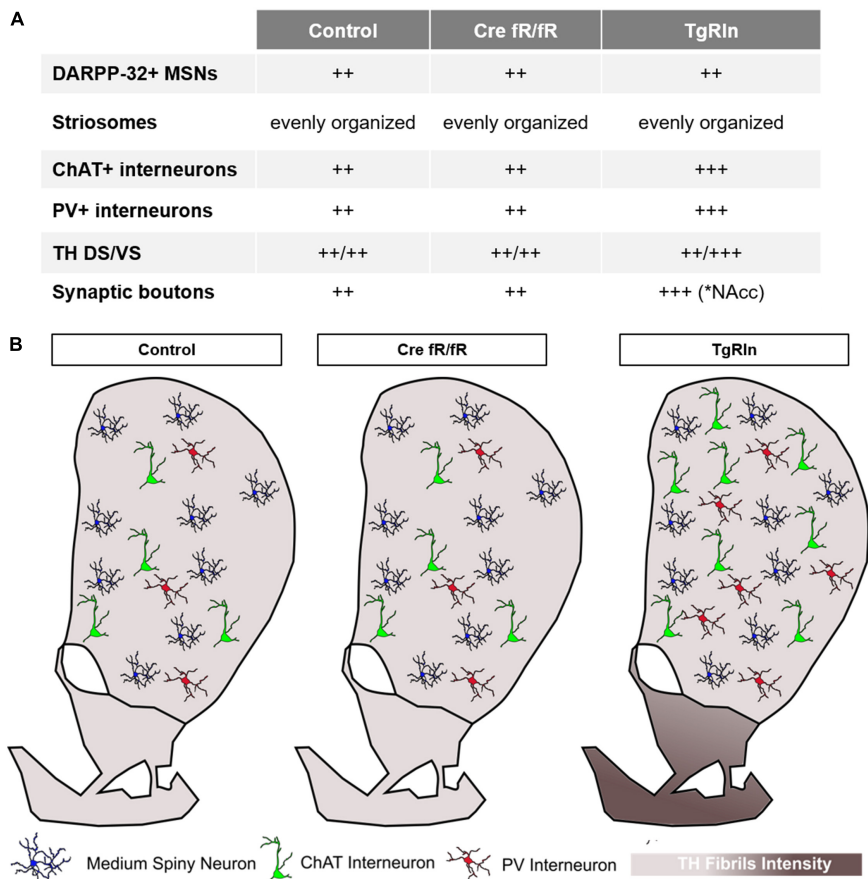 A
Control Cre fR/fR TgRIn
DARPP-32+ MSNs ++ ++ ++
Striosomes evenly organized evenly organized evenly organized
ChAT+ interneurons ++ ++ +++
PV+ interneurons ++ ++ +++
TH DS/VS ++/++ ++/++ ++/+++
Synaptic boutons ++ ++ +++ (*NAcc)
B
Control Cre fR/fR TgRIn
Medium Spiny Neuron ChAT Interneuron PV Interneuron TH Fibrils Intensity